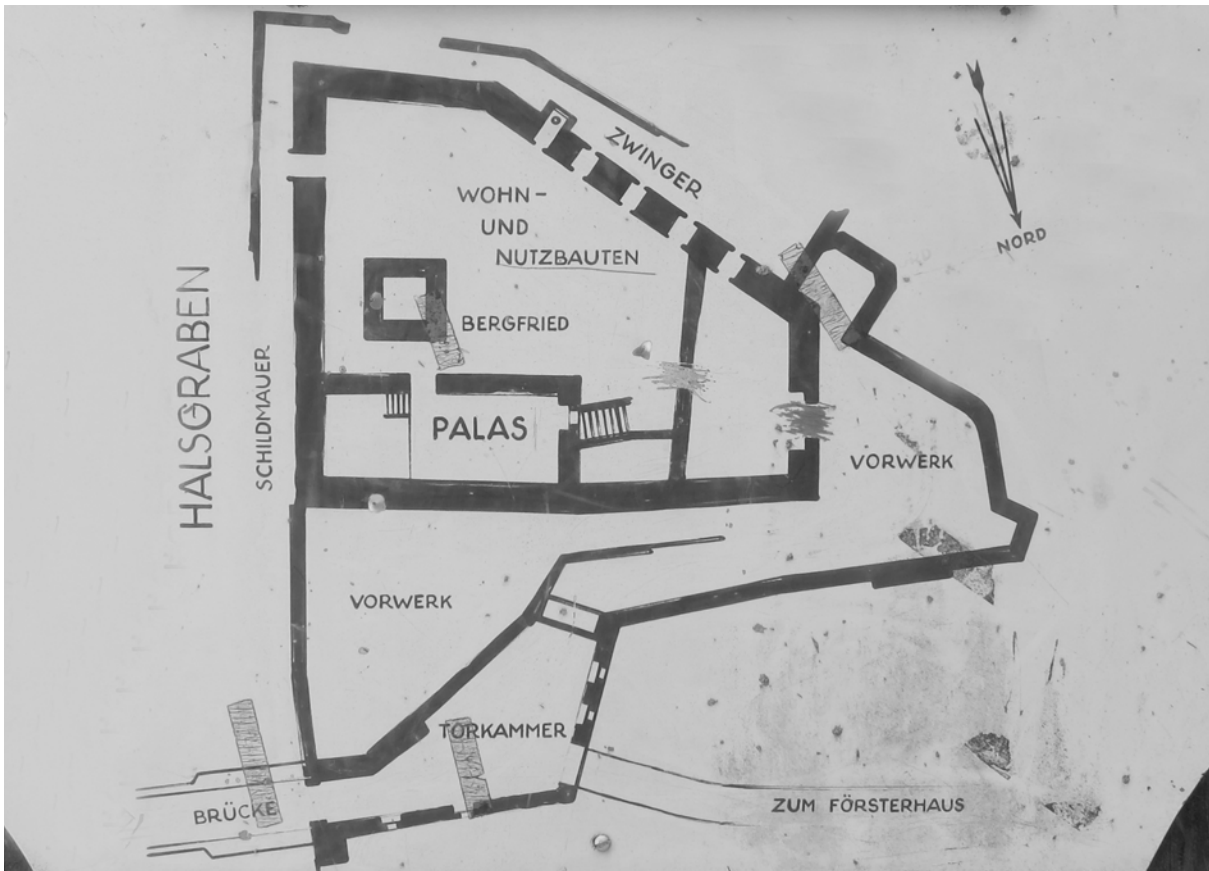 ZWINGER
WOHN-
UND
NUTZBAUTEN
NORD
HALSGRABEN
SCHILDMAUER
BERGFRIED
PALAS
VORWERK
VORWERK
TORKAMMER
BRÜCKE
ZUM FÖRSTERHAUS